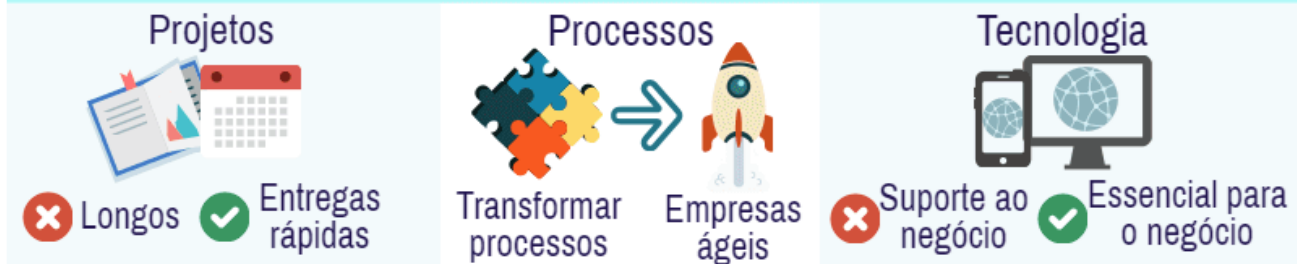 Projetos
Longos
Entregas
rápidas
Processos
Transformar
processos
Empresas
ágeis
Tecnologia
Suporte ao
negócio
Essencial para
o negócio